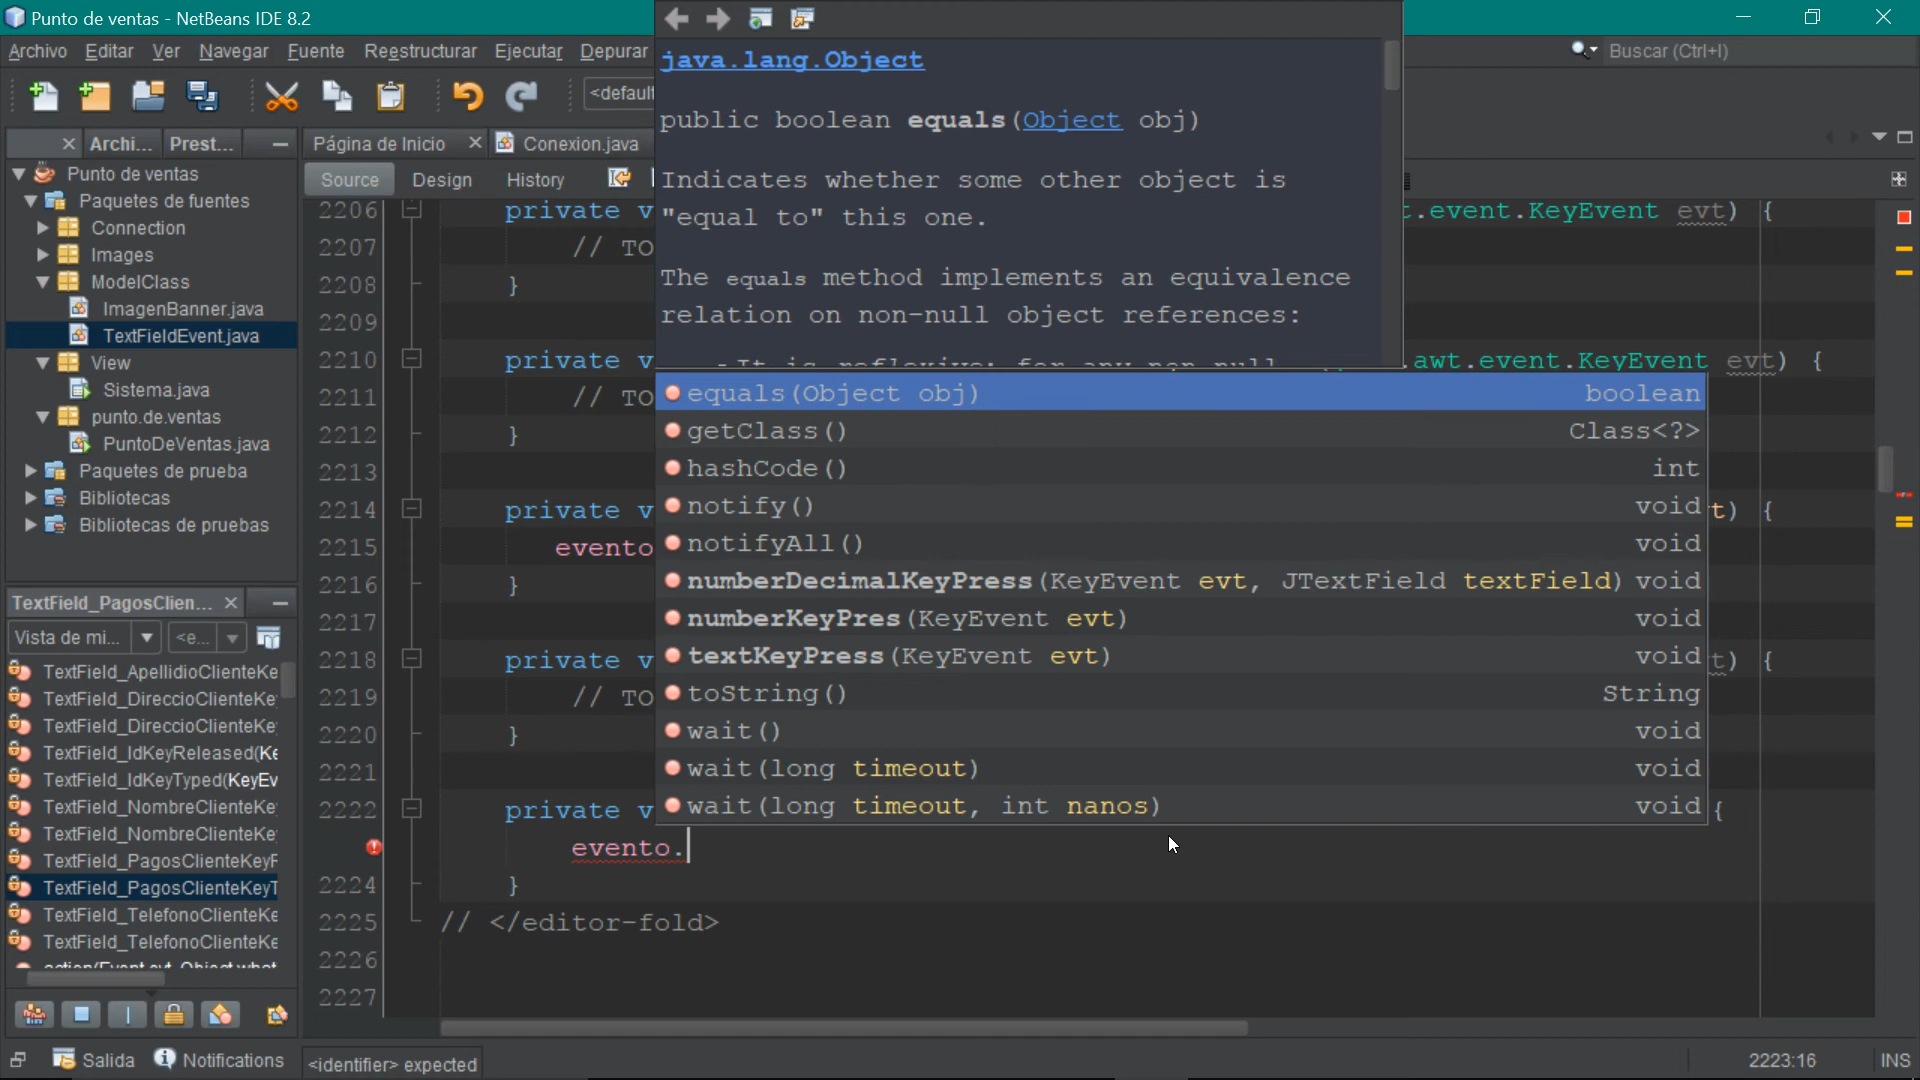 Punto de ventas - NetBeans IDE 8.2
Archivo Editar Ver Navegar Fuente Reestructurar Ejecutar Depurar
Buscar (Ctrl+I)
<default
Archi... Prest...
Página de Inicio Conexion.java
Source Design History
Punto de ventas
Paquetes de fuentes
Connection
Images
ModelClass
ImagenBanner.java
TextFieldEvent.java
View
Sistema.java
punto.de.ventas
PuntoDeVentas.java
Paquetes de prueba
Bibliotecas
Bibliotecas de pruebas
TextField_PagosClien...
Vista de mi... <e...
TextField_ApellidioClienteKe
TextField_DireccioClienteKe
TextField_DireccioClienteKe
TextField_IdKeyReleased(Ke
TextField_IdKeyTyped(KeyEv
TextField_NombreClienteKe
TextField_NombreClienteKe
TextField_PagosClienteKeyF
TextField_PagosClienteKeyT
TextField_TelefonoClienteKe
TextField_TelefonoClienteKe
java.lang.Object
public boolean equals(Object obj)
Indicates whether some other object is
"equal to" this one.
The equals method implements an equivalence
relation on non-null object references:
- It is reflexive: for any non-null
2206 private v t.event.KeyEvent evt) {
2207 // TO
2208 }
2209
2210 private v .awt.event.KeyEvent evt) {
2211 // TO
2212 }
2213
2214 private v t) {
2215 evento
2216 }
2217
2218 private v t) {
2219 // TO
2220 }
2221
2222 private v {
evento.
2224 }
2225 // </editor-fold>
2226
2227
equals(Object obj) boolean
getClass() Class<?>
hashCode() int
notify() void
notifyAll() void
numberDecimalKeyPress(KeyEvent evt, JTextField textField) void
numberKeyPres(KeyEvent evt) void
textKeyPress(KeyEvent evt) void
toString() String
wait() void
wait(long timeout) void
wait(long timeout, int nanos) void
Salida Notifications <identifier> expected 2223:16 INS